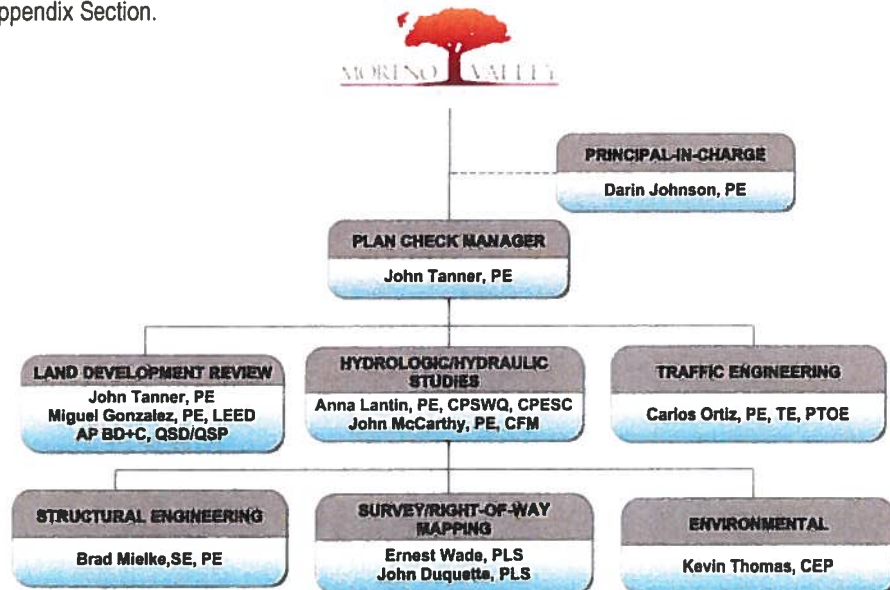 ppendix Section.
MORENO VALLEY
PRINCIPAL-IN-CHARGE
Darin Johnson, PE
PLAN CHECK MANAGER
John Tanner, PE
LAND DEVELOPMENT REVIEW
John Tanner, PE
Miguel Gonzalez, PE, LEED
AP BD+C, QSD/QSP
HYDROLOGIC/HYDRAULIC
STUDIES
Anna Lantin, PE, CPSWQ, CPESC
John McCarthy, PE, CFM
TRAFFIC ENGINEERING
Carlos Ortiz, PE, TE, PTOE
STRUCTURAL ENGINEERING
Brad Mielke,SE, PE
SURVEY/RIGHT-OF-WAY
MAPPING
Ernest Wade, PLS
John Duquette, PLS
ENVIRONMENTAL
Kevin Thomas, CEP